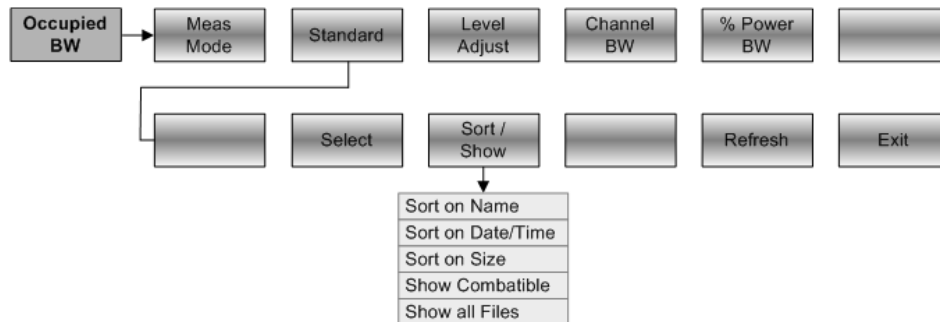 Occupied
BW
Meas
Mode
Standard
Level
Adjust
Channel
BW
% Power
BW
Select
Sort /
Show
Refresh
Exit
Sort on Name
Sort on Date/Time
Sort on Size
Show Combatible
Show all Files